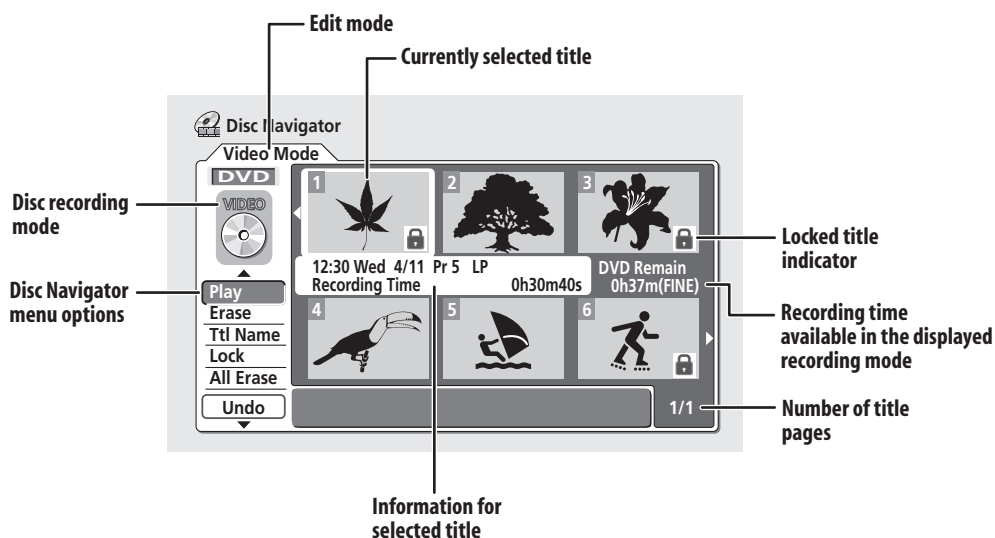 Edit mode
Currently selected title
Disc Navigator
Video Mode
DVD
VIDEO
Disc recording
mode
1
2
3
Locked title
indicator
12:30 Wed 4/11 Pr 5 LP
Recording Time 0h30m40s
DVD Remain
0h37m(FINE)
Disc Navigator
menu options
Play
Erase
Ttl Name
Lock
All Erase
Undo
4
5
6
Recording time
available in the displayed
recording mode
1/1
Number of title
pages
Information for
selected title